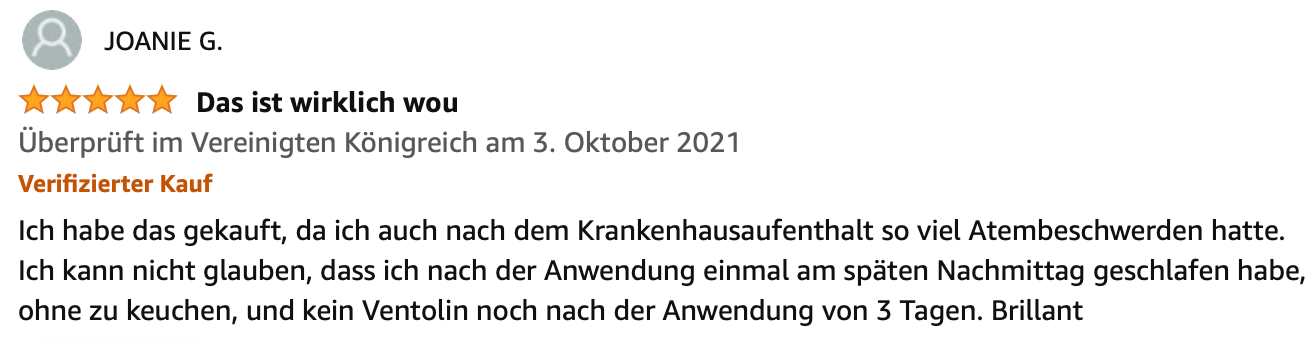 JOANIE G.
Das ist wirklich wou
Überprüft im Vereinigten Königreich am 3. Oktober 2021
Verifizierter Kauf
Ich habe das gekauft, da ich auch nach dem Krankenhausaufenthalt so viel Atembeschwerden hatte.
Ich kann nicht glauben, dass ich nach der Anwendung einmal am späten Nachmittag geschlafen habe,
ohne zu keuchen, und kein Ventolin noch nach der Anwendung von 3 Tagen. Brillant